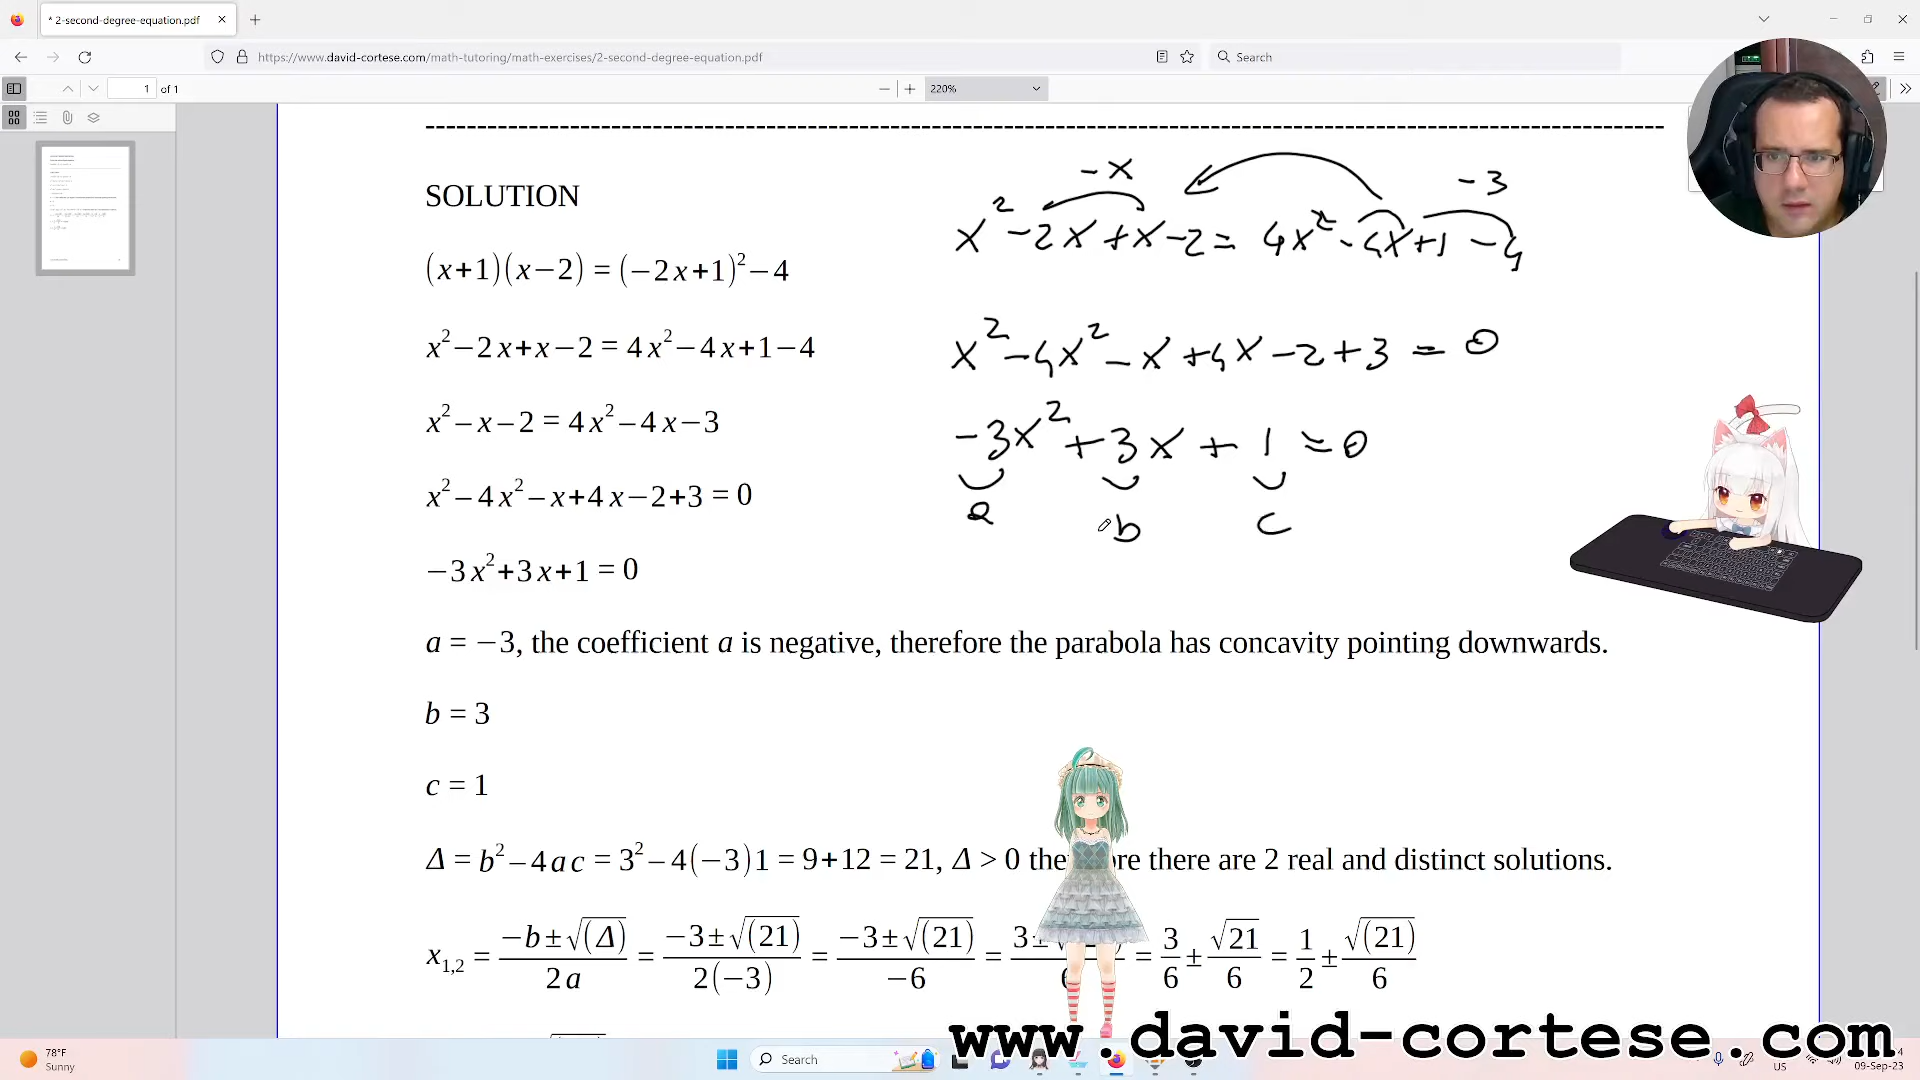 * 2-second-degree-equation.pdf
https://www.david-cortese.com/math-tutoring/math-exercises/2-second-degree-equation.pdf
Search
1 of 1
220%
SOLUTION
(x+1)(x−2) = (−2x+1)²−4
x²−2x+x−2 = 4x²−4x+1−4
x²−x−2 = 4x²−4x−3
x²−4x²−x+4x−2+3 = 0
−3x²+3x+1 = 0
-x
-3
x²-2x+x-2 = 4x²-4x+1-4
x²-4x²-x+4x-2+3 = 0
-3x²+3x+1 = 0
a b c
a = −3, the coefficient a is negative, therefore the parabola has concavity pointing downwards.
b = 3
c = 1
Δ = b²−4ac = 3²−4(−3)1 = 9+12 = 21, Δ > 0 there are 2 real and distinct solutions.
x₁,₂ = (−b±√(Δ))/(2a) = (−3±√(21))/(2(−3)) = (−3±√(21))/(−6) = 3/6 ± √21/6 = 1/2 ± √(21)/6
www.david-cortese.com
78°F
Sunny
Search
US
09-Sep-23